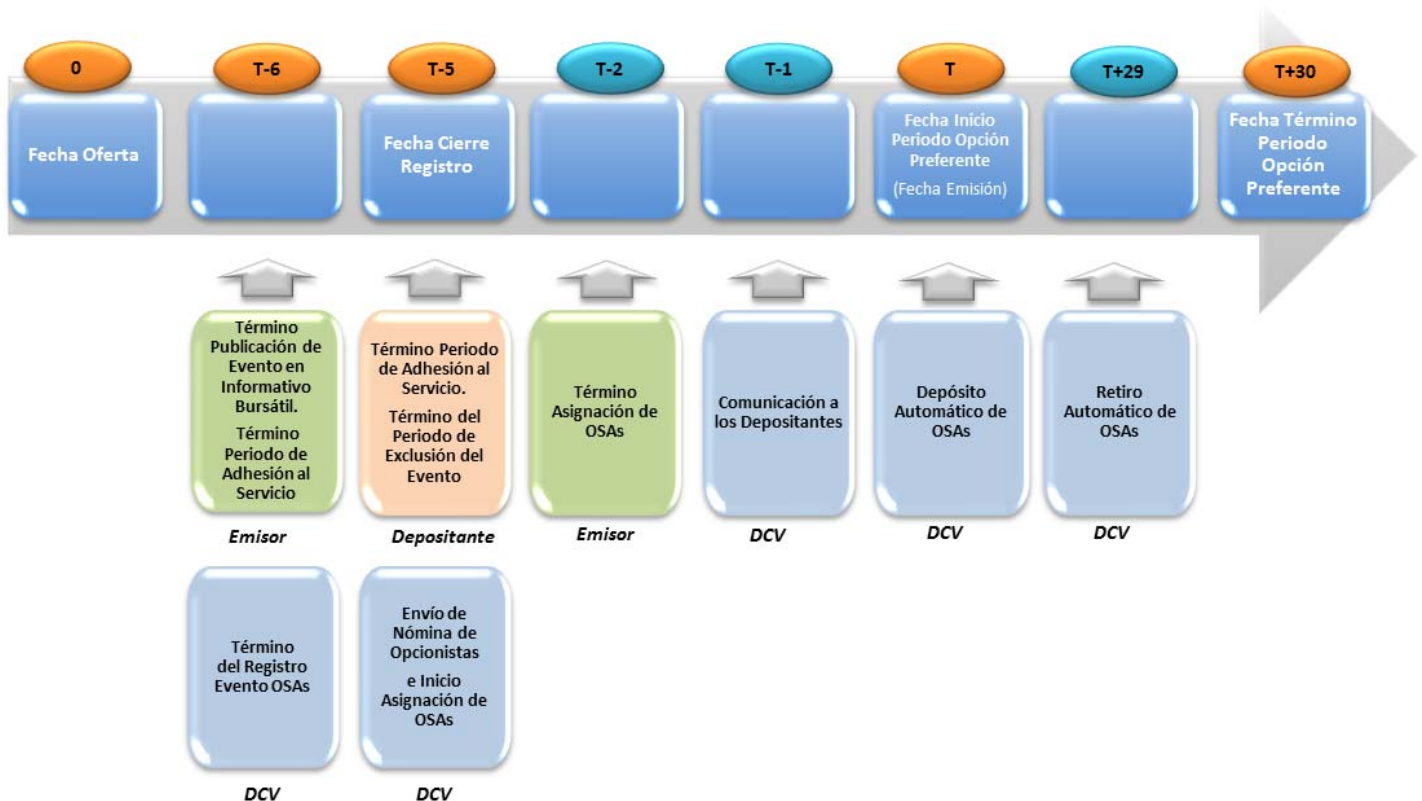 0
T-6
T-5
T-2
T-1
T
T+29
T+30
Fecha Oferta
Fecha Cierre
Registro
Fecha Inicio
Periodo Opción
Preferente
(Fecha Emisión)
Fecha Término
Periodo
Opción
Preferente
Término
Publicación de
Evento en
Informativo
Bursátil.
Término
Periodo de
Adhesión al
Servicio
Emisor
Término Periodo
de Adhesión al
Servicio.
Término del
Periodo de
Exclusión del
Evento
Depositante
Término
Asignación de
OSAs
Emisor
Comunicación a
los Depositantes
DCV
Depósito
Automático de
OSAs
DCV
Retiro
Automático de
OSAs
DCV
Término
del Registro
Evento OSAs
DCV
Envío de
Nómina de
Opcionistas
e Inicio
Asignación de
OSAs
DCV